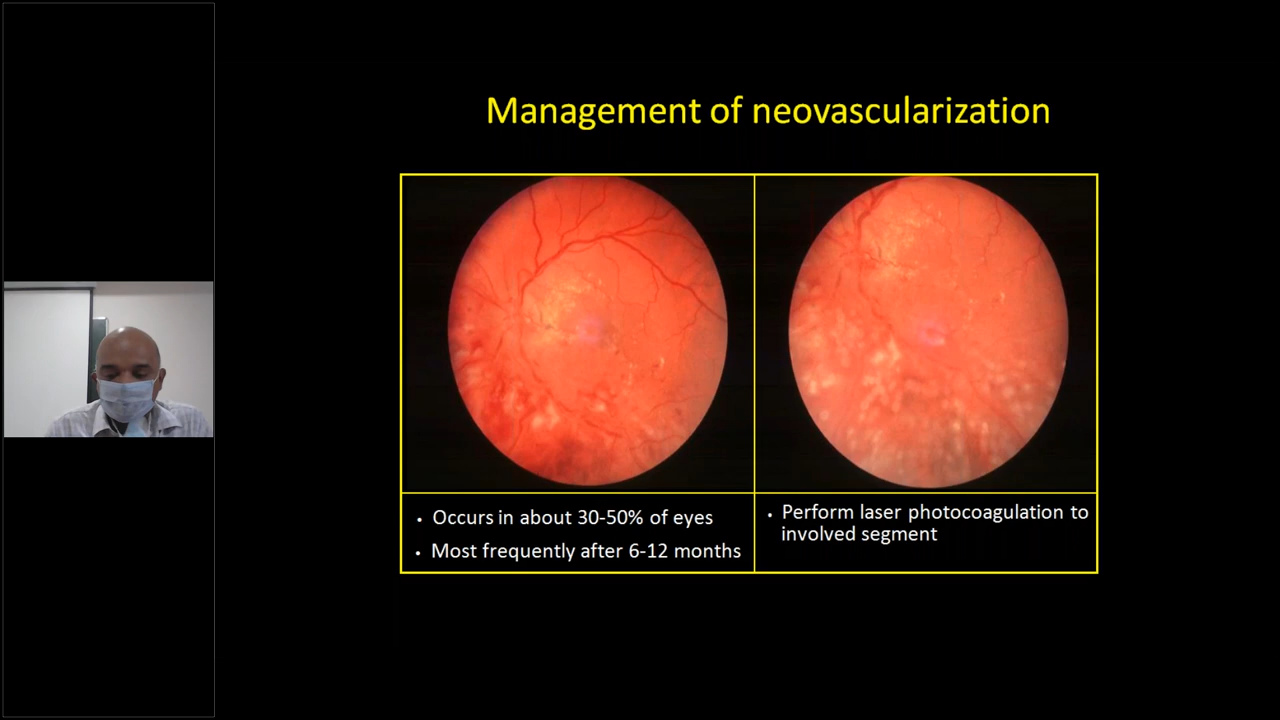 Management of neovascularization
• Occurs in about 30-50% of eyes
• Most frequently after 6-12 months
• Perform laser photocoagulation to
involved segment